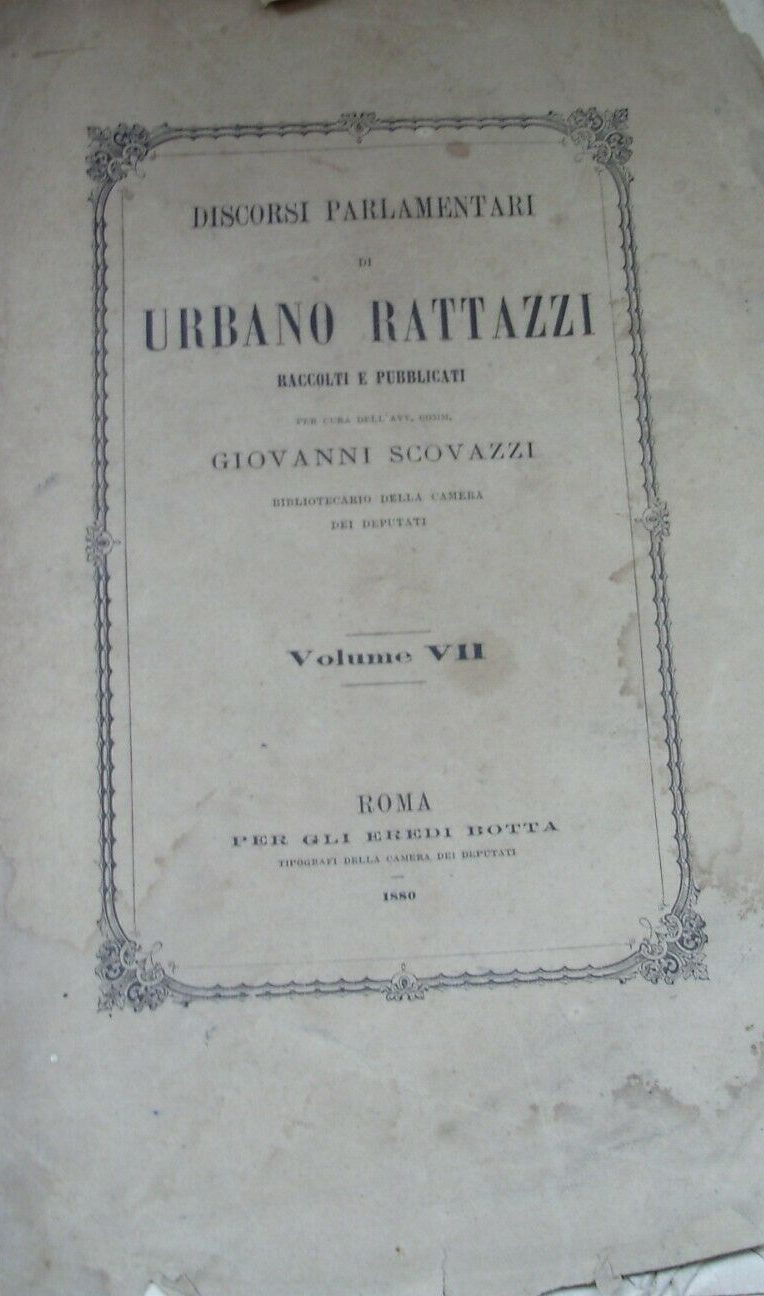 DISCORSI PARLAMENTARI
DI
URBANO RATTAZZI
RACCOLTI E PUBBLICATI
PER CURA DELL'AVV. COMM.
GIOVANNI SCOVAZZI
BIBLIOTECARIO DELLA CAMERA
DEI DEPUTATI
Volume VII
ROMA
PER GLI EREDI BOTTA
TIPOGRAFI DELLA CAMERA DEI DEPUTATI
1880